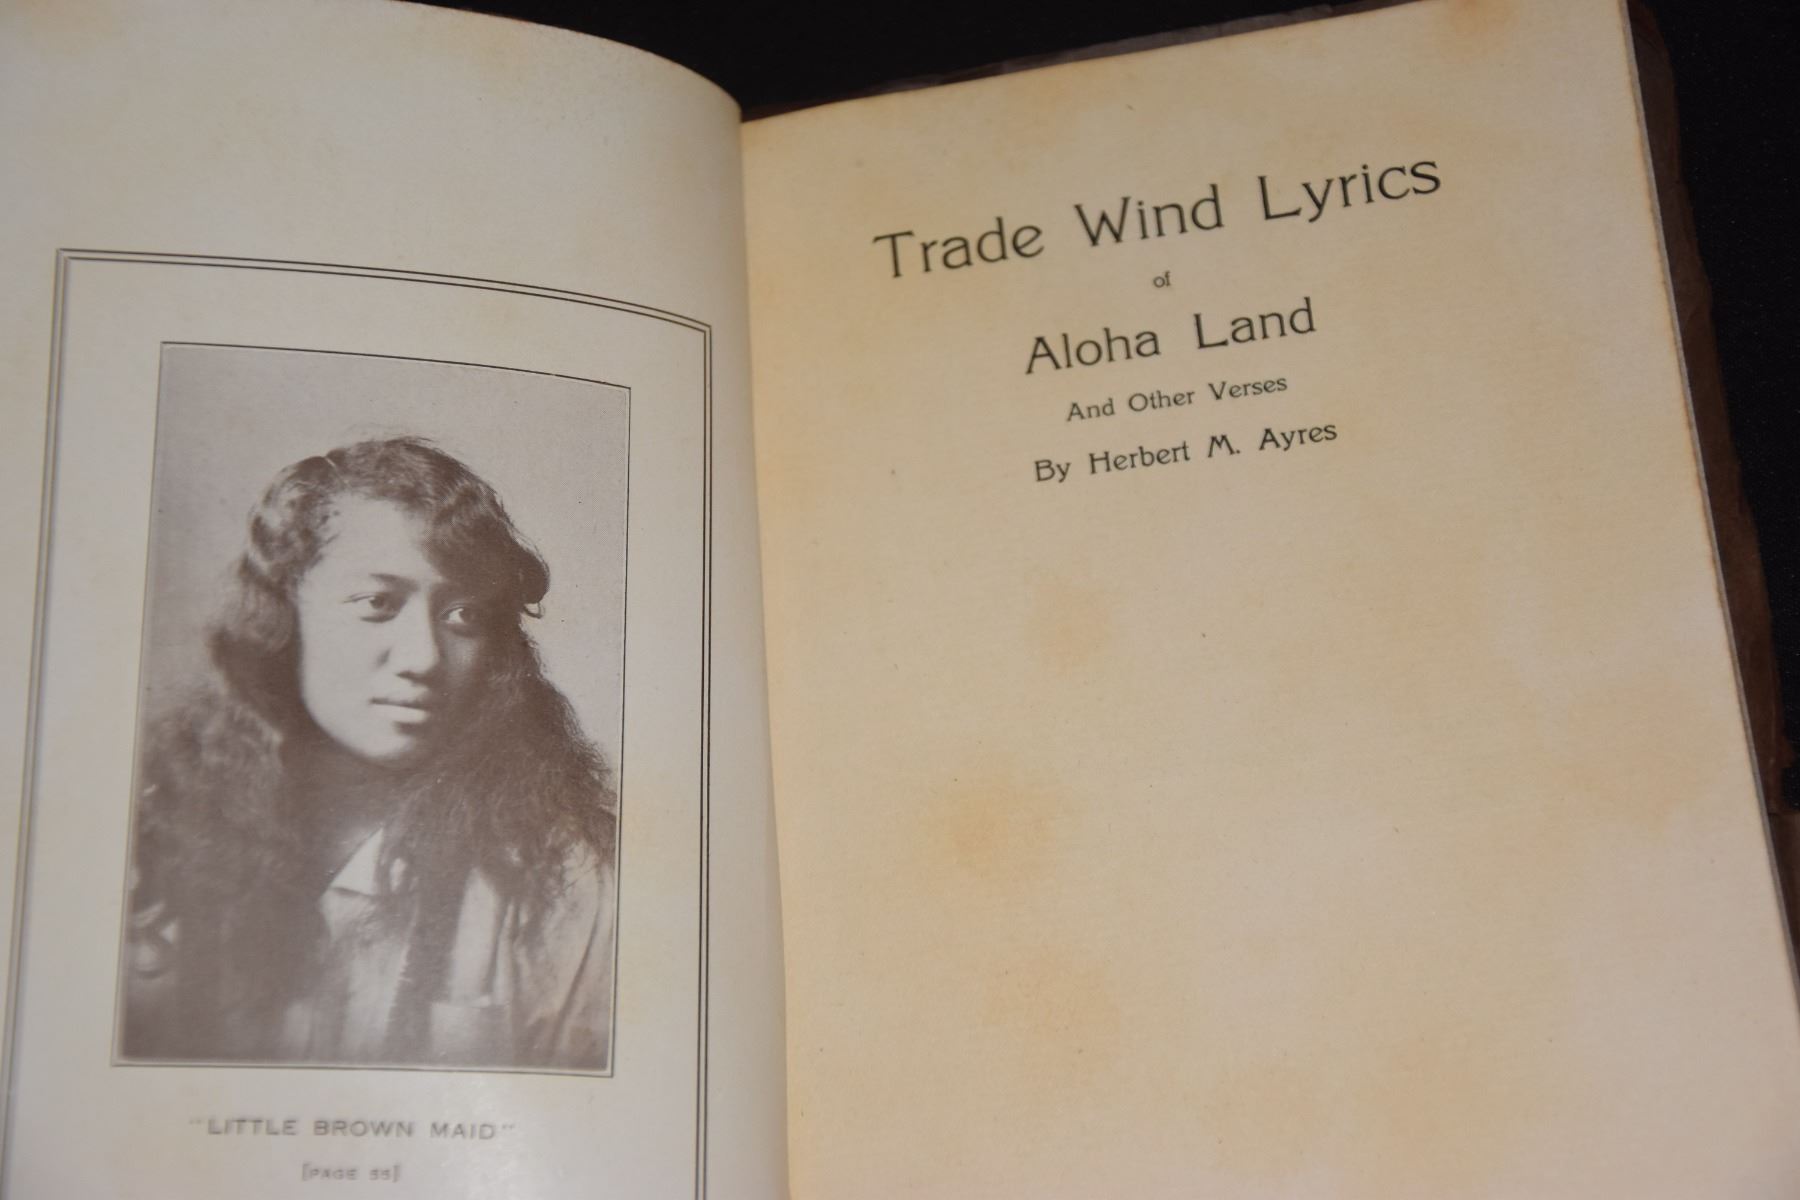 "LITTLE BROWN MAID"
[PAGE 55]
Trade Wind Lyrics
of
Aloha Land
And Other Verses
By Herbert M. Ayres